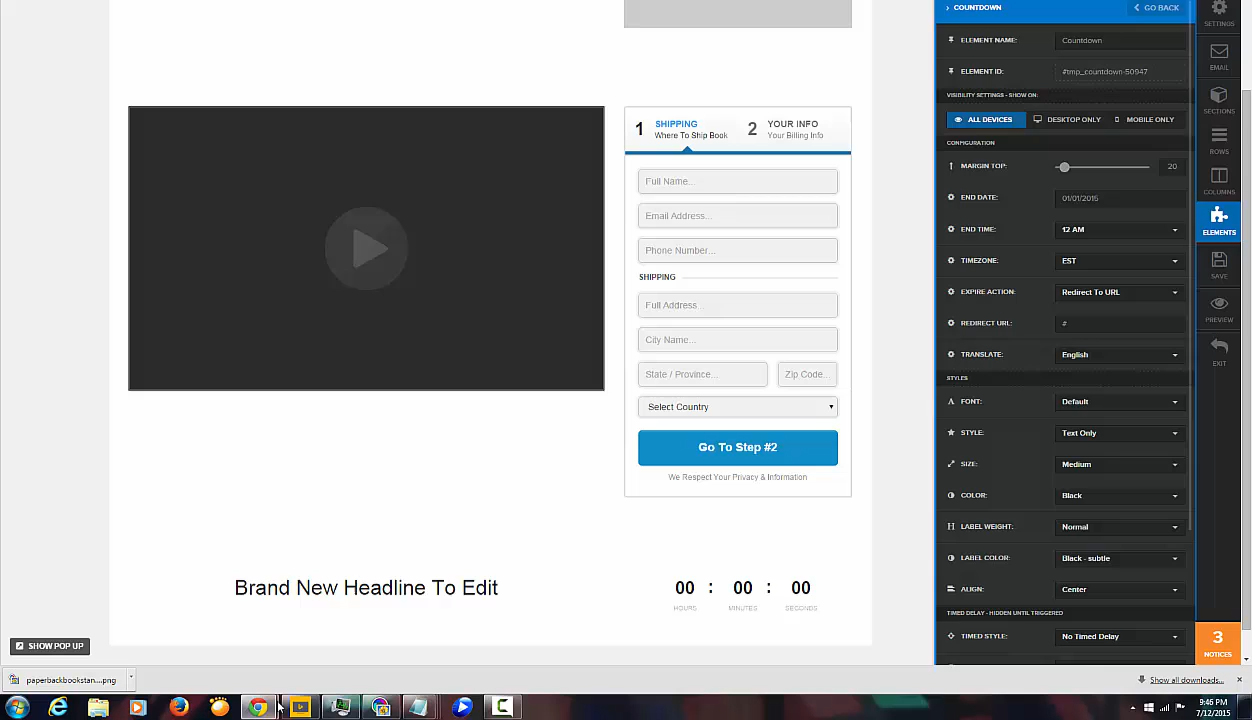 COUNTDOWN
GO BACK
SETTINGS
ELEMENT NAME: Countdown
EMAIL
ELEMENT ID: #tmp_countdown-50947
VISIBILITY SETTINGS - SHOW ON:
SECTIONS
ALL DEVICES DESKTOP ONLY MOBILE ONLY
1 SHIPPING
Where To Ship Book
2 YOUR INFO
Your Billing Info
CONFIGURATION
ROWS
MARGIN TOP: 20
Full Name...
COLUMNS
END DATE: 01/01/2015
Email Address...
END TIME: 12 AM
ELEMENTS
Phone Number...
TIMEZONE: EST
SHIPPING
SAVE
EXPIRE ACTION: Redirect To URL
Full Address...
PREVIEW
REDIRECT URL: #
City Name...
TRANSLATE: English
EXIT
State / Province...
Zip Code...
STYLES
Select Country
FONT: Default
STYLE: Text Only
Go To Step #2
SIZE: Medium
We Respect Your Privacy & Information
COLOR: Black
LABEL WEIGHT: Normal
LABEL COLOR: Black - subtle
Brand New Headline To Edit
00 : 00 : 00
HOURS MINUTES SECONDS
ALIGN: Center
TIMED DELAY - HIDDEN UNTIL TRIGGERED
TIMED STYLE: No Timed Delay
3
NOTICES
SHOW POP UP
paperbackbookstan....png
Show all downloads...
9:46 PM
7/12/2015